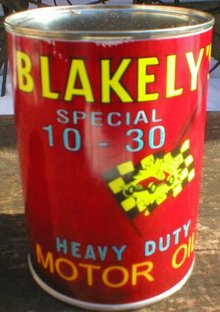 BLAKELY'S
SPECIAL
10 - 30
HEAVY DUTY
MOTOR OIL